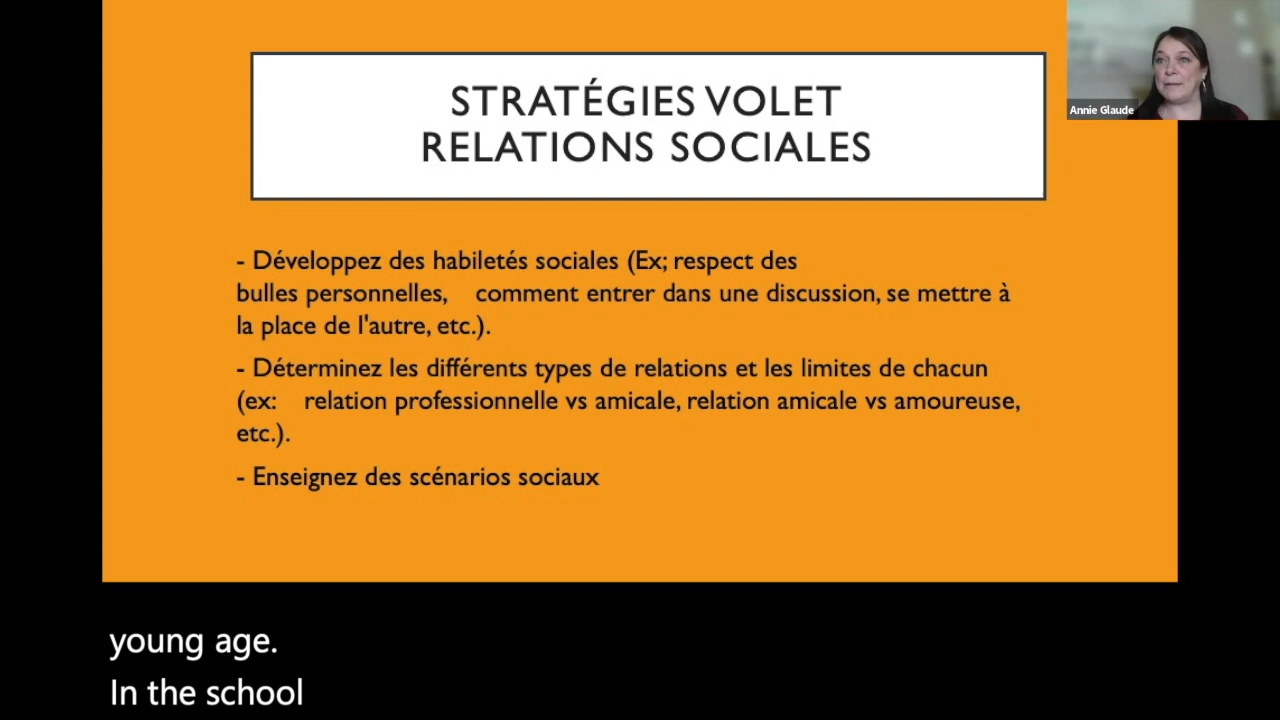 STRATÉGIES VOLET
RELATIONS SOCIALES
Annie Glaude
- Développez des habiletés sociales (Ex; respect des
bulles personnelles, comment entrer dans une discussion, se mettre à
la place de l'autre, etc.).
- Déterminez les différents types de relations et les limites de chacun
(ex: relation professionnelle vs amicale, relation amicale vs amoureuse,
etc.).
- Enseignez des scénarios sociaux
young age.
In the school